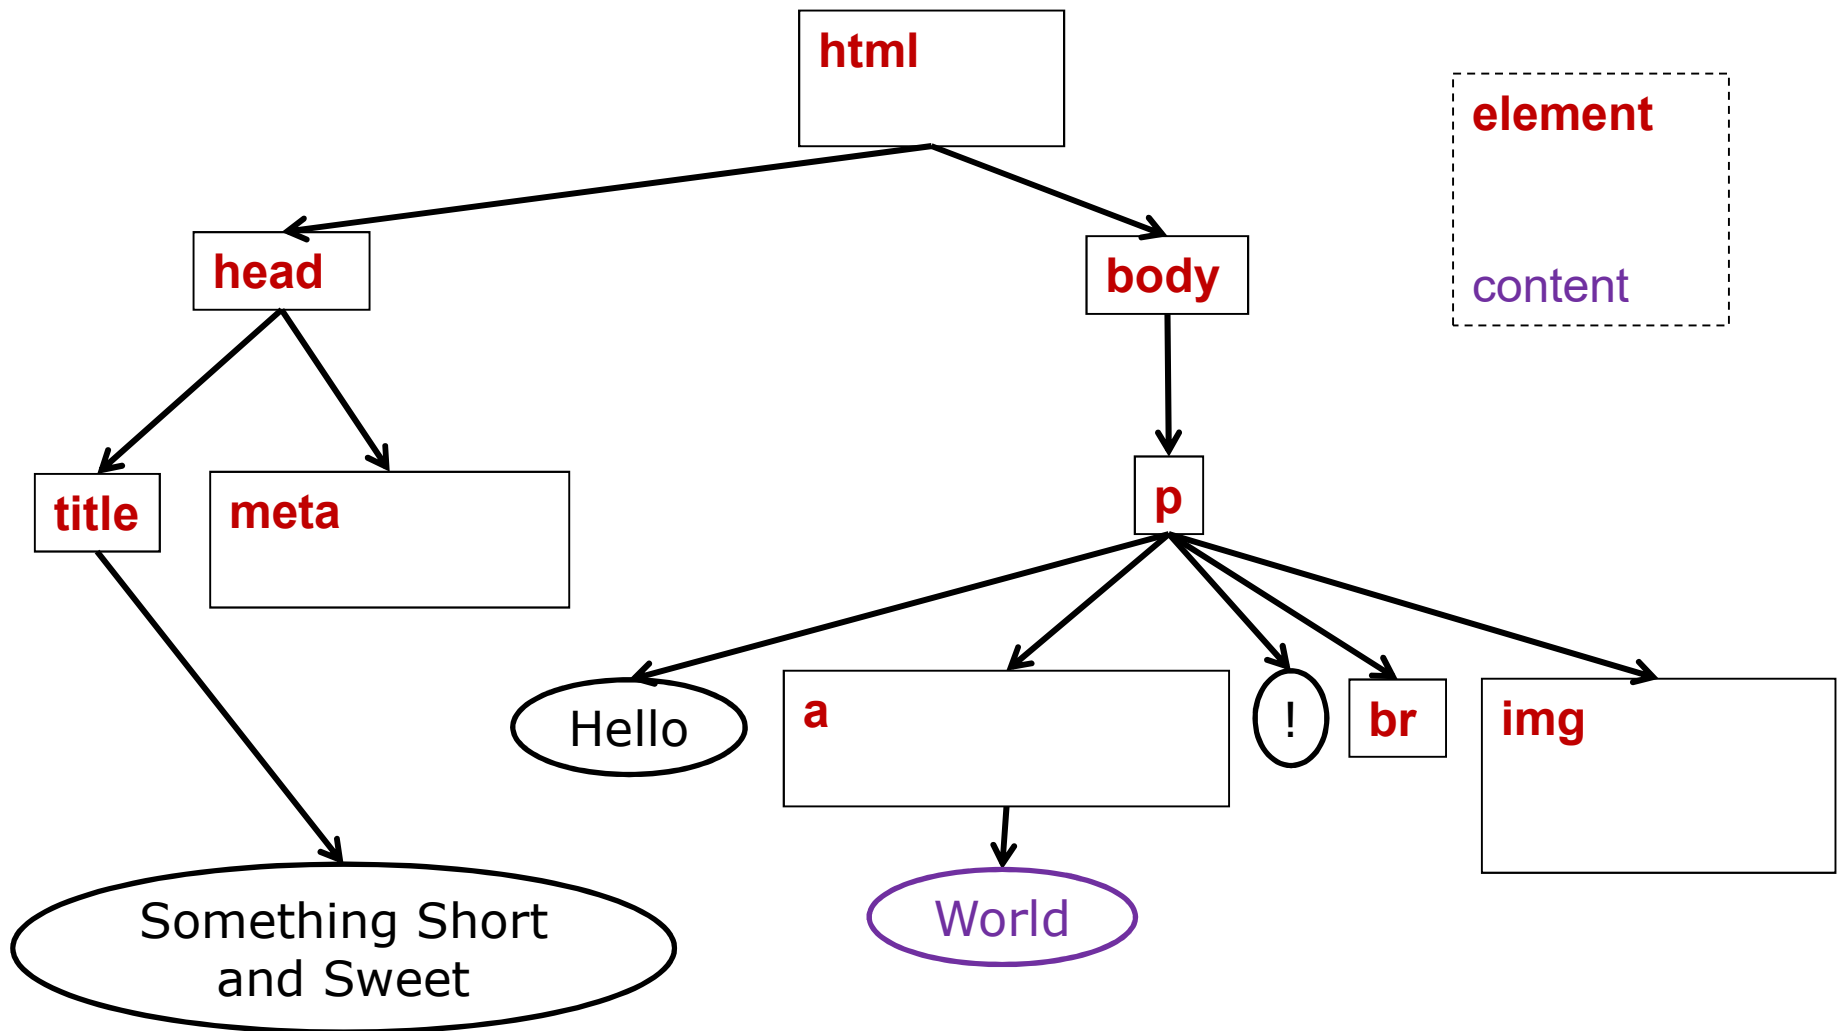 html
element
content
head
body
title
meta
p
Hello
a
!
br
img
World
Something Short
and Sweet